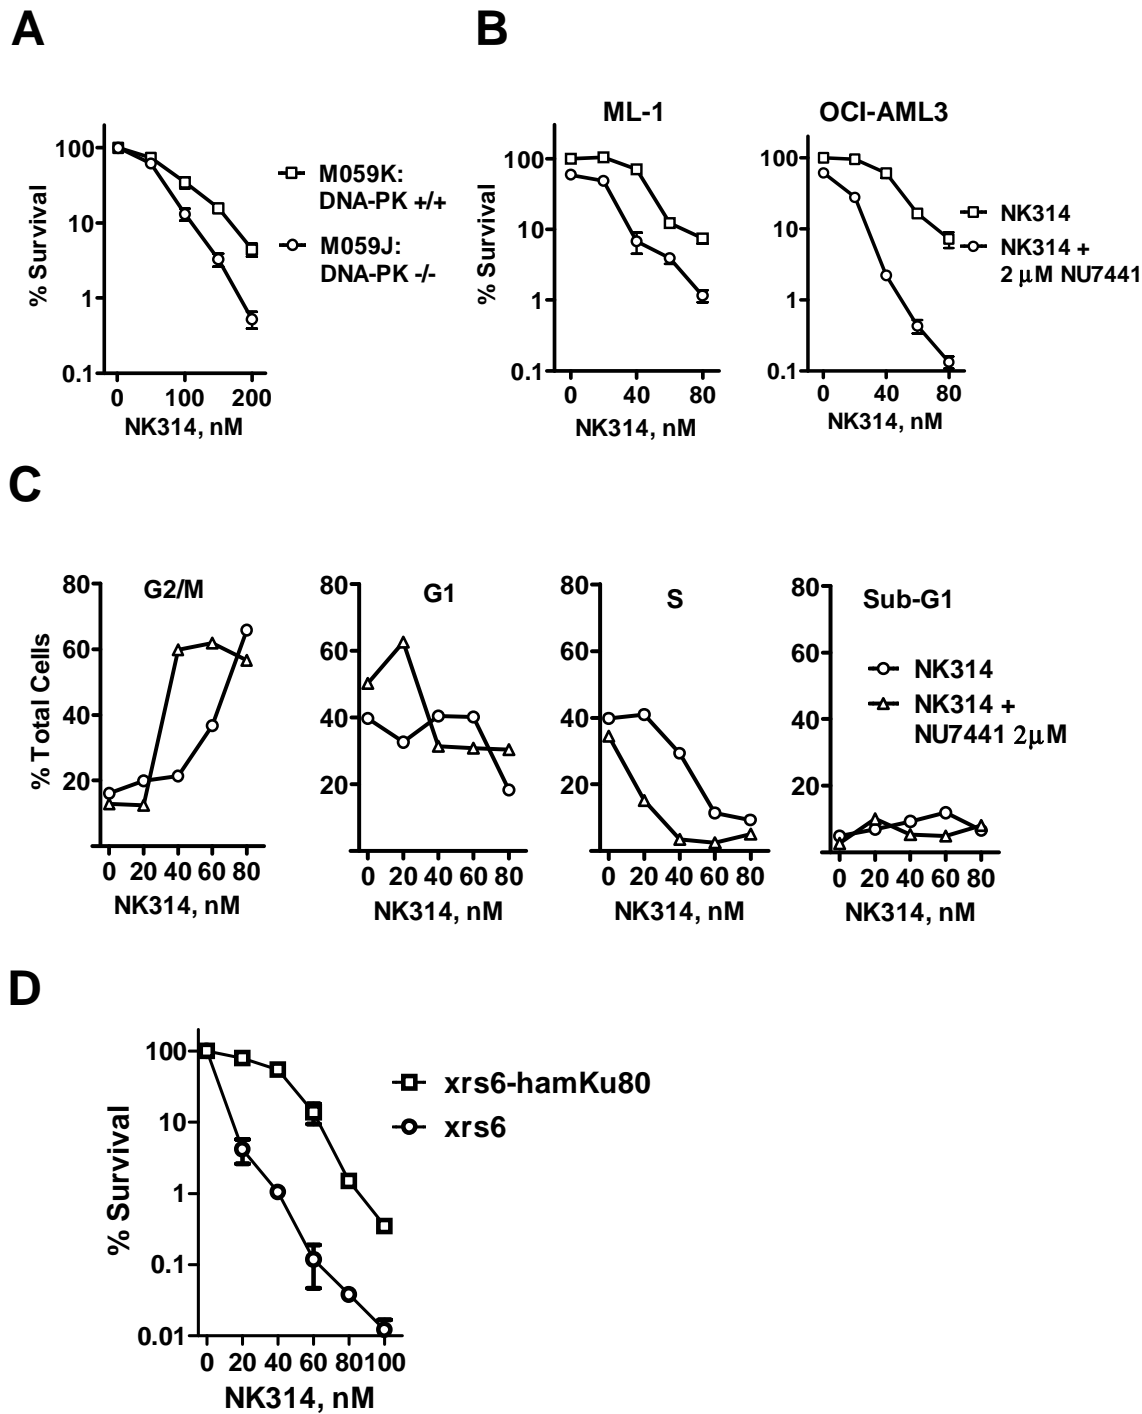 A
100
10
1
0.1
% Survival
0
100
200
NK314, nM
M059K:
DNA-PK +/+
M059J:
DNA-PK -/-
B
ML-1
100
10
1
0.1
% Survival
0
40
80
NK314, nM
OCI-AML3
100
10
1
0.1
0
40
80
NK314, nM
NK314
NK314 +
2 μM NU7441
C
G2/M
80
60
40
20
% Total Cells
0 20 40 60 80
NK314, nM
G1
80
60
40
20
0 20 40 60 80
NK314, nM
S
80
60
40
20
0 20 40 60 80
NK314, nM
Sub-G1
80
60
40
20
0 20 40 60 80
NK314, nM
NK314
NK314 +
NU7441 2μM
D
100
10
1
0.1
0.01
% Survival
0 20 40 60 80 100
NK314, nM
xrs6-hamKu80
xrs6